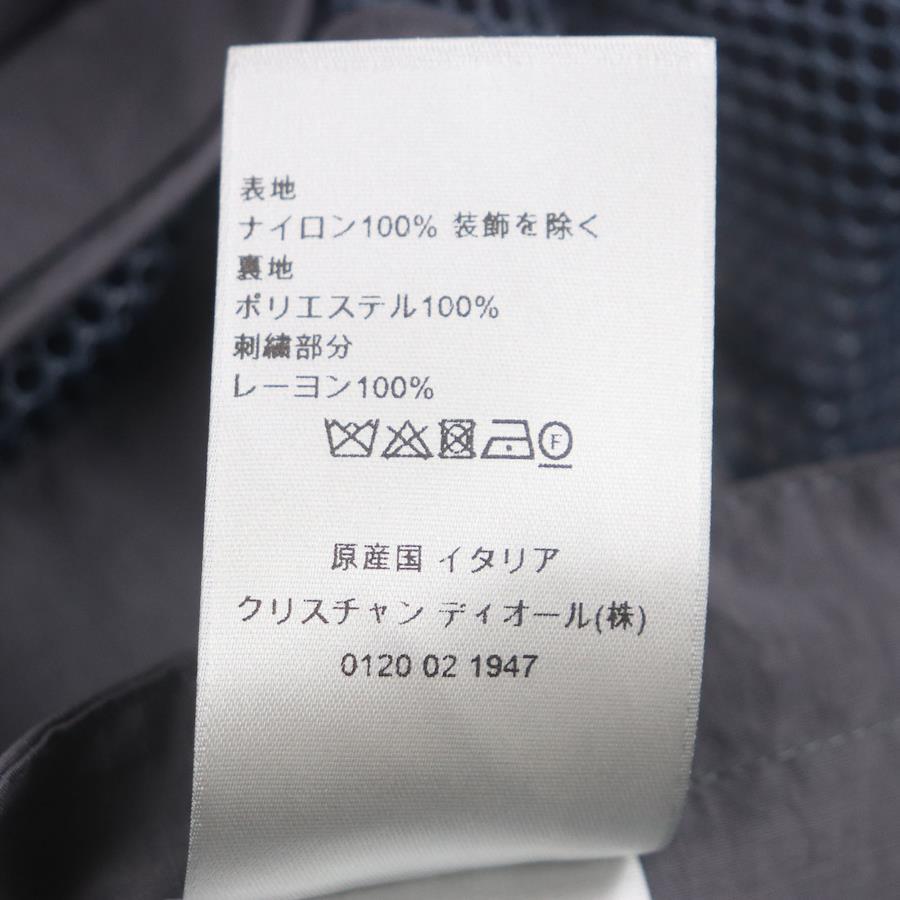 表地
ナイロン100% 装飾を除く
裏地
ポリエステル100%
刺繍部分
レーヨン100%
F
原産国 イタリア
クリスチャン ディオール(株)
0120 02 1947